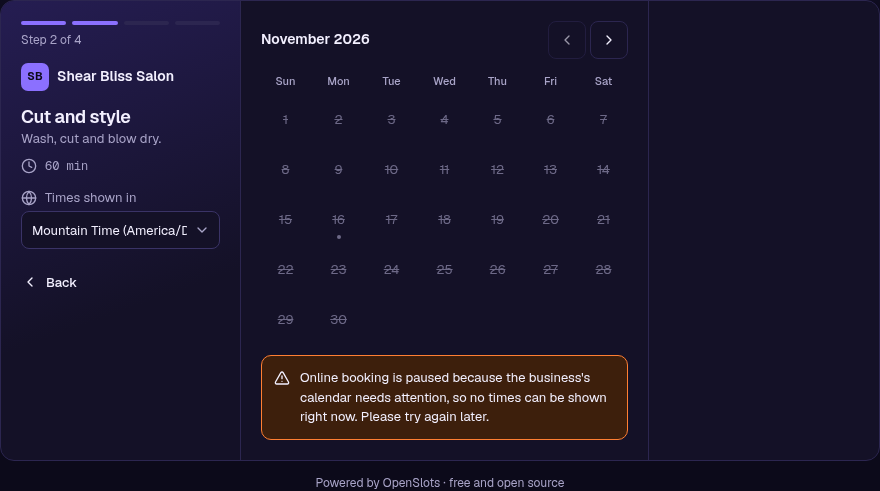 Step 2 of 4
SB
Shear Bliss Salon
Cut and style
Wash, cut and blow dry.
60 min
Times shown in
Mountain Time (America/D
Back
November 2026
Sun Mon Tue Wed Thu Fri Sat
1 2 3 4 5 6 7
8 9 10 11 12 13 14
15 16 17 18 19 20 21
22 23 24 25 26 27 28
29 30
Online booking is paused because the business's
calendar needs attention, so no times can be shown
right now. Please try again later.
Powered by OpenSlots · free and open source